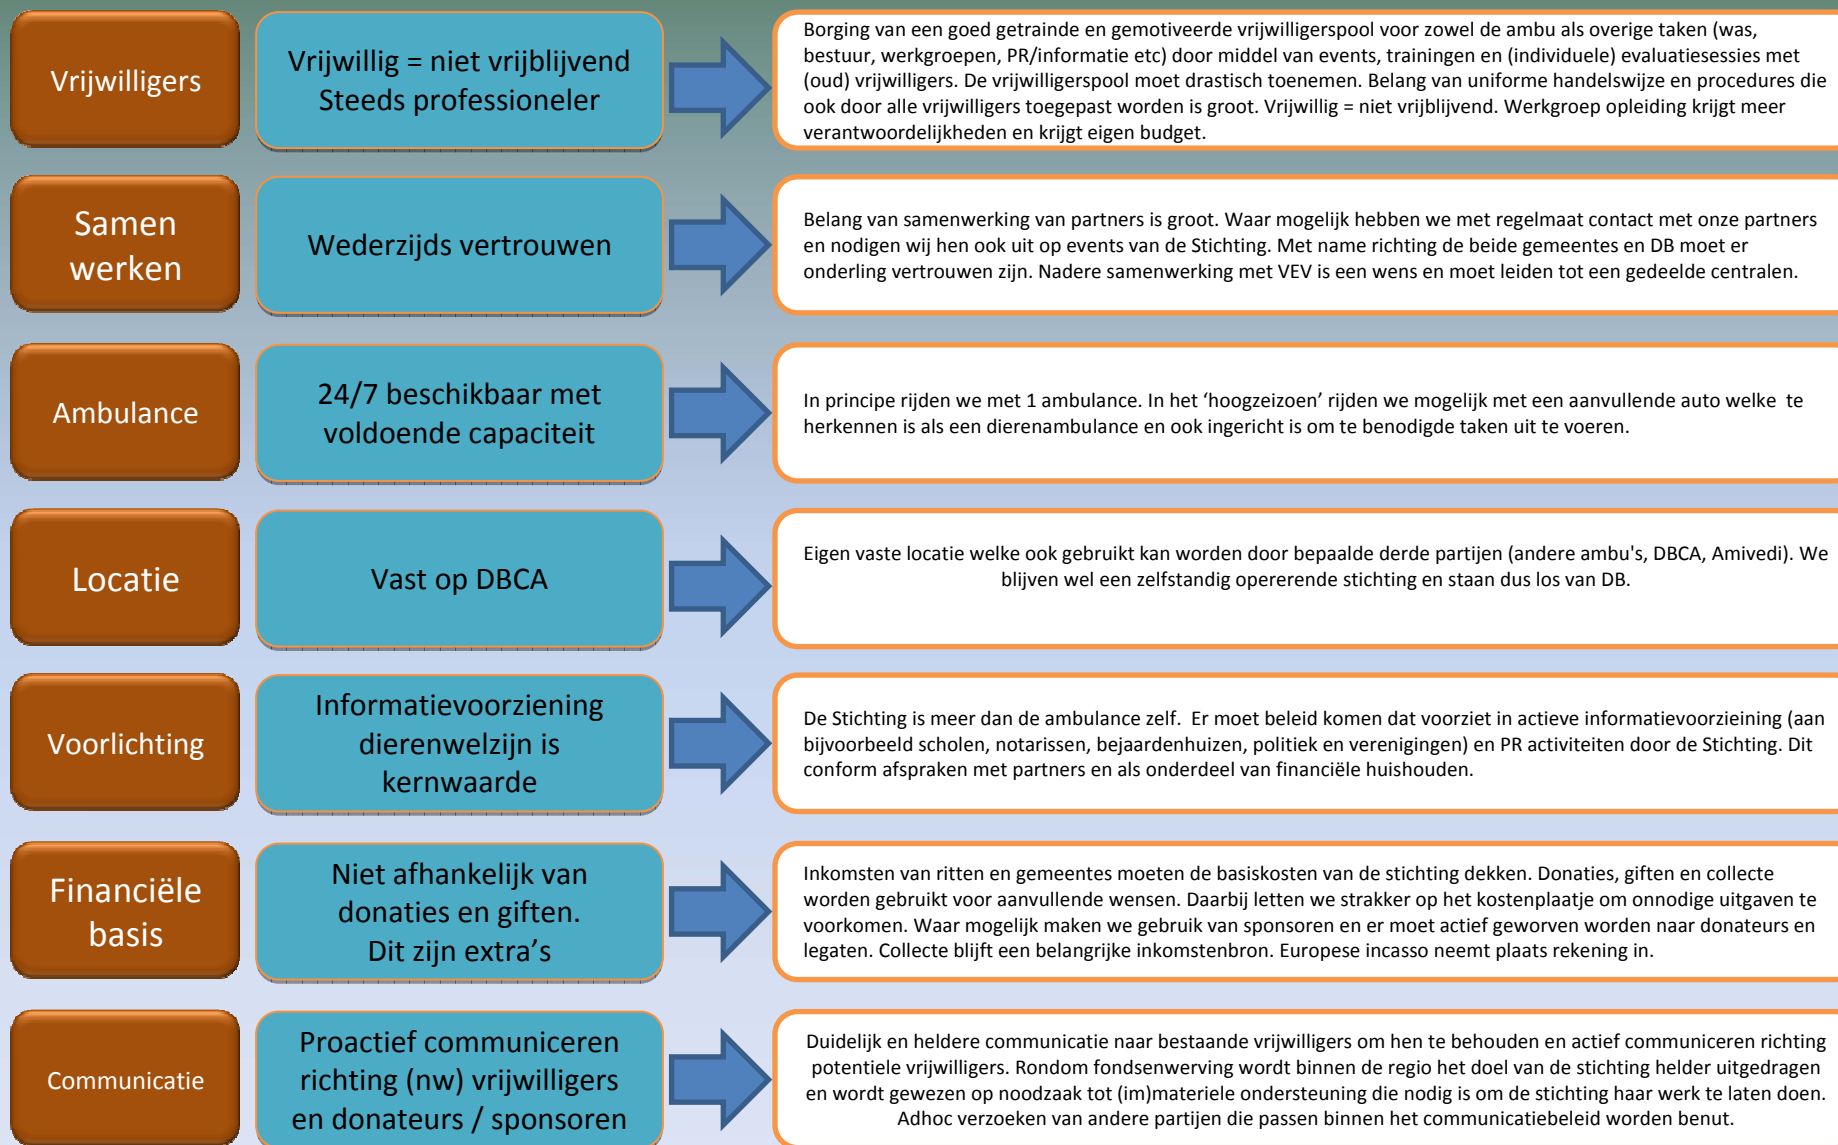 Vrijwilligers
Vrijwillig = niet vrijblijvend
Steeds professioneler
Borging van een goed getrainde en gemotiveerde vrijwilligerspool voor zowel de ambu als overige taken (was,
bestuur, werkgroepen, PR/informatie etc) door middel van events, trainingen en (individuele) evaluatiesessies met
(oud) vrijwilligers. De vrijwilligerspool moet drastisch toenemen. Belang van uniforme handelswijze en procedures die
ook door alle vrijwilligers toegepast worden is groot. Vrijwillig = niet vrijblijvend. Werkgroep opleiding krijgt meer
verantwoordelijkheden en krijgt eigen budget.
Samen
werken
Wederzijds vertrouwen
Belang van samenwerking van partners is groot. Waar mogelijk hebben we met regelmaat contact met onze partners
en nodigen wij hen ook uit op events van de Stichting. Met name richting de beide gemeentes en DB moet er
onderling vertrouwen zijn. Nadere samenwerking met VEV is een wens en moet leiden tot een gedeelde centralen.
Ambulance
24/7 beschikbaar met
voldoende capaciteit
In principe rijden we met 1 ambulance. In het ‘hoogzeizoen’ rijden we mogelijk met een aanvullende auto welke te
herkennen is als een dierenambulance en ook ingericht is om te benodigde taken uit te voeren.
Locatie
Vast op DBCA
Eigen vaste locatie welke ook gebruikt kan worden door bepaalde derde partijen (andere ambu's, DBCA, Amivedi). We
blijven wel een zelfstandig opererende stichting en staan dus los van DB.
Voorlichting
Informatievoorziening
dierenwelzijn is
kernwaarde
De Stichting is meer dan de ambulance zelf. Er moet beleid komen dat voorziet in actieve informatievoorzieining (aan
bijvoorbeeld scholen, notarissen, bejaardenhuizen, politiek en verenigingen) en PR activiteiten door de Stichting. Dit
conform afspraken met partners en als onderdeel van financiële huishouden.
Financiële
basis
Niet afhankelijk van
donaties en giften.
Dit zijn extra’s
Inkomsten van ritten en gemeentes moeten de basiskosten van de stichting dekken. Donaties, giften en collecte
worden gebruikt voor aanvullende wensen. Daarbij letten we strakker op het kostenplaatje om onnodige uitgaven te
voorkomen. Waar mogelijk maken we gebruik van sponsoren en er moet actief geworven worden naar donateurs en
legaten. Collecte blijft een belangrijke inkomstenbron. Europese incasso neemt plaats rekening in.
Communicatie
Proactief communiceren
richting (nw) vrijwilligers
en donateurs / sponsoren
Duidelijk en heldere communicatie naar bestaande vrijwilligers om hen te behouden en actief communiceren richting
potentiele vrijwilligers. Rondom fondsenwerving wordt binnen de regio het doel van de stichting helder uitgedragen
en wordt gewezen op noodzaak tot (im)materiele ondersteuning die nodig is om de stichting haar werk te laten doen.
Adhoc verzoeken van andere partijen die passen binnen het communicatiebeleid worden benut.